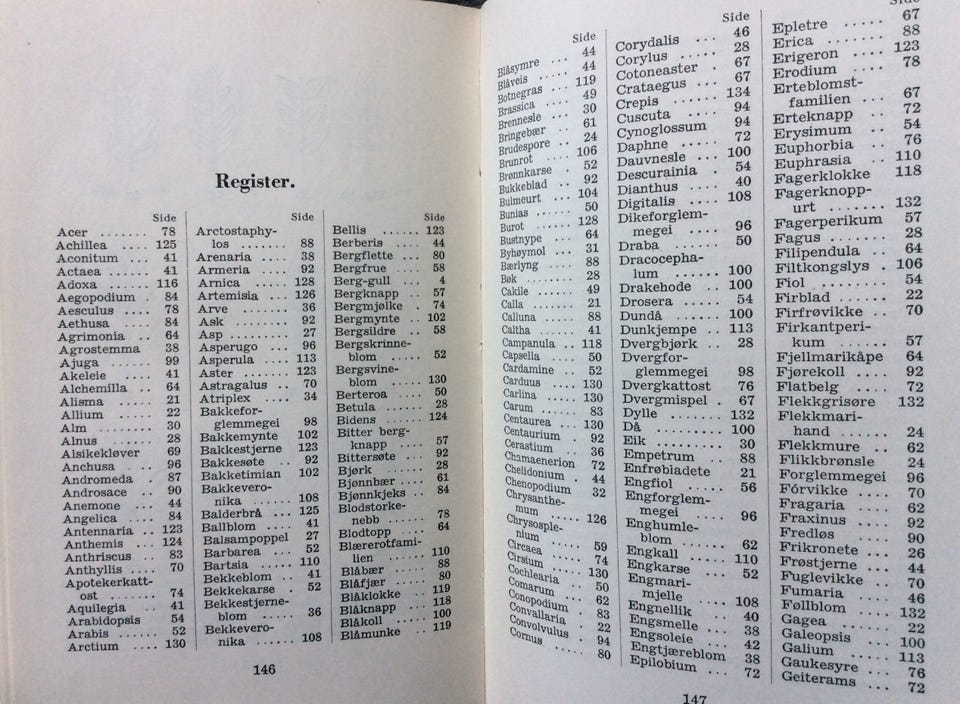 Register.
Side
Acer ....... 78
Achillea .... 125
Aconitum ... 41
Actaea ...... 41
Adoxa ...... 116
Aegopodium . 84
Aesculus .... 78
Aethusa .... 84
Agrimonia .. 64
Agrostemma 38
Ajuga ...... 99
Akeleie .... 41
Alchemilla .. 64
Alisma ..... 21
Allium ..... 22
Alm ........ 30
Alnus ...... 28
Alsikekløver 69
Anchusa ... 96
Andromeda . 87
Androsace .. 90
Anemone ... 44
Angelica .... 84
Antennaria .. 123
Anthemis ... 124
Anthriscus .. 83
Anthyllis ... 70
Apotekerkatt-
ost ....... 74
Aquilegia .. 41
Arabidopsis 54
Arabis ...... 52
Arctium .... 130
Side
Arctostaphy-
los ....... 88
Arenaria .... 38
Armeria .... 92
Arnica ..... 128
Artemisia ... 126
Arve ....... 36
Ask ........ 92
Asp ........ 27
Asperugo ... 96
Asperula .... 113
Aster ....... 123
Astragalus .. 70
Atriplex .... 34
Bakkefor-
glemmegei 98
Bakkemynte 102
Bakkestjerne 123
Bakkesøte .. 92
Bakketimian 102
Bakkevero-
nika ...... 108
Balderbrå ... 125
Ballblom .... 41
Balsampoppel 27
Barbarea ... 52
Bartsia ..... 110
Bekkeblom .. 41
Bekkekarse . 52
Bekkestjerne-
blom ...... 36
Bekkevero-
nika ...... 108
Side
Bellis ...... 123
Berberis .... 44
Bergflette ... 80
Bergfrue .... 58
Berg-gull ... 4
Bergknapp .. 57
Bergmjølke . 74
Bergmynte .. 102
Bergsildre .. 58
Bergskrinne-
blom ...... 52
Bergsvine-
blom ...... 130
Berteroa .... 50
Betula ...... 28
Bidens ..... 124
Bitter berg-
knapp ..... 57
Bittersøte ... 92
Bjørk ...... 28
Bjønnbær ... 61
Bjønnkjeks .. 84
Blodstorke-
nebb ...... 78
Blodtopp .... 64
Blærerotfami-
lien ....... 110
Blåbær ..... 88
Blåfjær ..... 80
Blåklokke ... 119
Blåknapp ... 118
Blåkoll ..... 100
Blåmunke ... 119
146
Side
Blåsymre ... 44
Blåveis ..... 44
Botnegras ... 119
Brassica .... 49
Brennesle ... 30
Bringebær ... 61
Brudespore .. 24
Brunrot .... 106
Brønnkarse . 52
Bukkeblad .. 92
Bulmeurt ... 104
Bunias ...... 50
Burot ...... 128
Bustnype ... 64
Byhøymol ... 31
Bærlyng .... 88
Bøk ........ 28
Cakile ...... 49
Calla ....... 21
Calluna ..... 88
Caltha ..... 41
Campanula .. 118
Capsella .... 50
Cardamine .. 52
Carduus .... 130
Carlina ..... 130
Carum ...... 83
Centaurea ... 130
Centaurium . 92
Cerastium ... 36
Chamaenerion 72
Chelidonium . 44
Chenopodium 32
Chrysanthe-
mum ...... 126
Chrysosple-
nium ...... 59
Circaea ..... 74
Cirsium .... 130
Cochlearia .. 50
Comarum ... 62
Conopodium . 83
Convallaria . 22
Convolvulus . 94
Cornus ..... 80
Side
Corydalis ... 46
Corylus .... 28
Cotoneaster . 67
Crataegus ... 67
Crepis ...... 134
Cuscuta .... 94
Cynoglossum 94
Daphne .... 72
Dauvnesle ... 100
Descurainia . 54
Dianthus .... 40
Digitalis .... 108
Dikeforglem-
megei ..... 96
Draba ...... 50
Dracocepha-
lum ...... 100
Drakehode .. 100
Drosera .... 54
Dundå ...... 100
Dunkjempe .. 113
Dvergbjørk .. 28
Dvergfor-
glemmegei 98
Dvergkattost 76
Dvergmispel . 67
Dylle ....... 132
Då ......... 100
Eik ........ 30
Empetrum .. 88
Enfrøbiadete 21
Engfiol ..... 56
Engforglem-
megei ..... 96
Enghumle-
blom ...... 62
Engkall .... 110
Engkarse ... 52
Engmari-
mjelle .... 108
Engnellik ... 40
Engsmelle ... 38
Engsoleie ... 42
Engtjæreblom 38
Epilobium ... 72
Side
Epletre ..... 67
Erica ....... 88
Erigeron .... 123
Erodium .... 78
Erteblomst-
familien ... 67
Erteknapp .. 72
Erysimum .. 54
Euphorbia .. 76
Euphrasia .. 110
Fagerklokke 118
Fagerknopp-
urt ....... 132
Fagerperikum 57
Fagus ...... 28
Filipendula .. 64
Filtkongslys . 106
Fiol ........ 54
Firblad ..... 22
Firfrøvikke .. 70
Firkantperi-
kum ...... 57
Fjellmarikåpe 64
Fjørekoll ... 92
Flatbelg .... 72
Flekkgrisøre 132
Flekkmari-
hand ...... 24
Flekkmure .. 62
Flikkbrønsle 24
Forglemmegei 96
Fórvikke .... 70
Fragaria .... 62
Fraxinus .... 92
Fredløs ..... 90
Frikronete .. 26
Frøstjerne ... 44
Fuglevikke .. 70
Fumaria .... 46
Føllblom .... 132
Gagea ...... 22
Galeopsis ... 100
Galium ..... 113
Gaukesyre ... 76
Geiterams ... 72
147